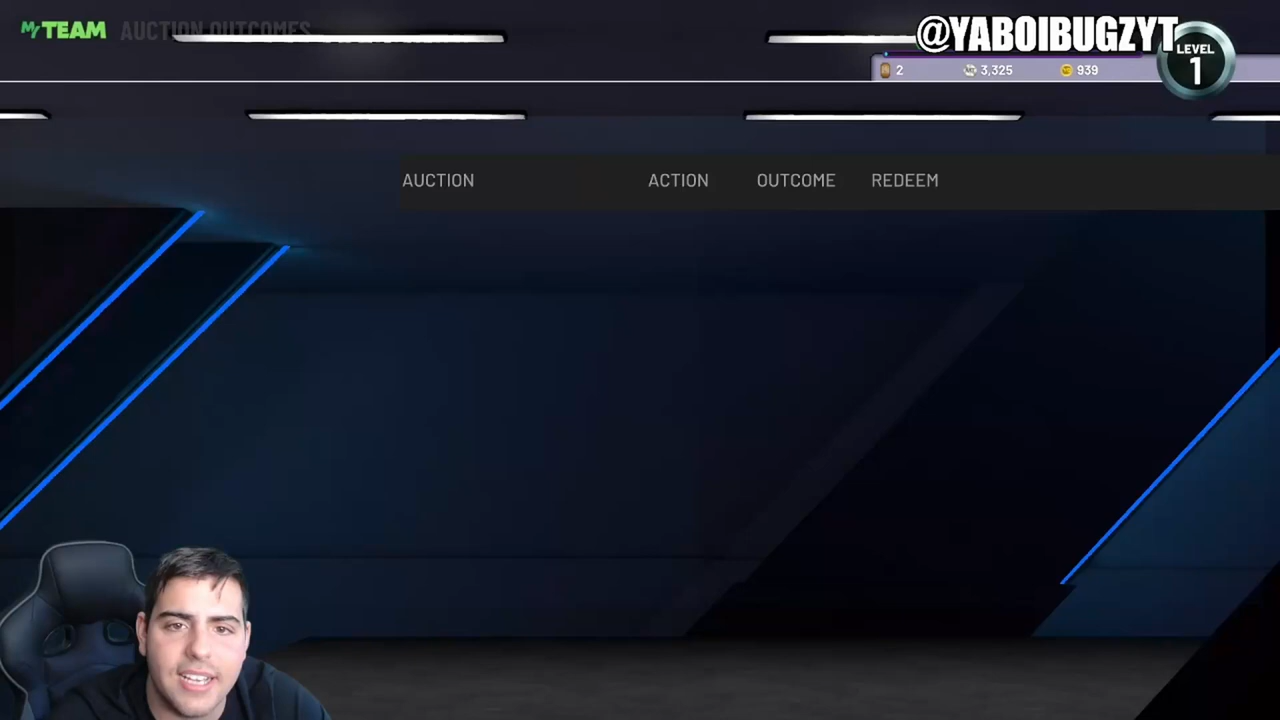 MyTEAM AUCTION OUTCOMES
@YABOIBUGZYT
2 3,325 939
LEVEL
1
AUCTION ACTION OUTCOME REDEEM